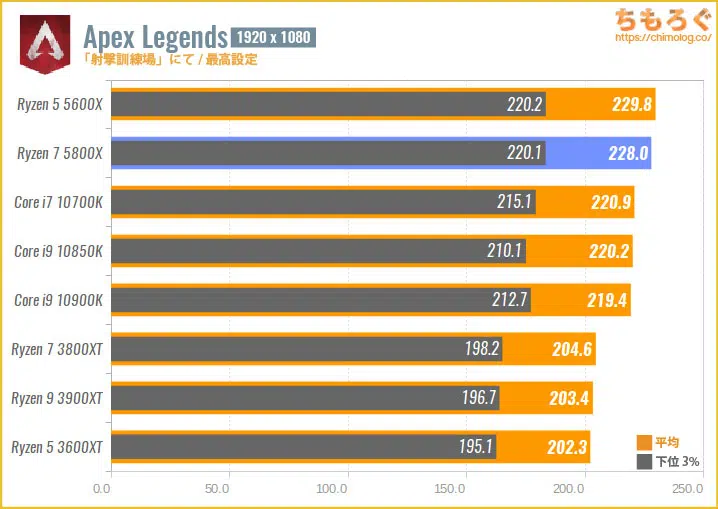 Apex Legends 1920 x 1080
「射撃訓練場」にて / 最高設定
ちもろぐ
https://chimolog.co/
Ryzen 5 5600X 220.2 229.8
Ryzen 7 5800X 220.1 228.0
Core i7 10700K 215.1 220.9
Core i9 10850K 210.1 220.2
Core i9 10900K 212.7 219.4
Ryzen 7 3800XT 198.2 204.6
Ryzen 9 3900XT 196.7 203.4
Ryzen 5 3600XT 195.1 202.3
平均
下位 3%
0.0 50.0 100.0 150.0 200.0 250.0